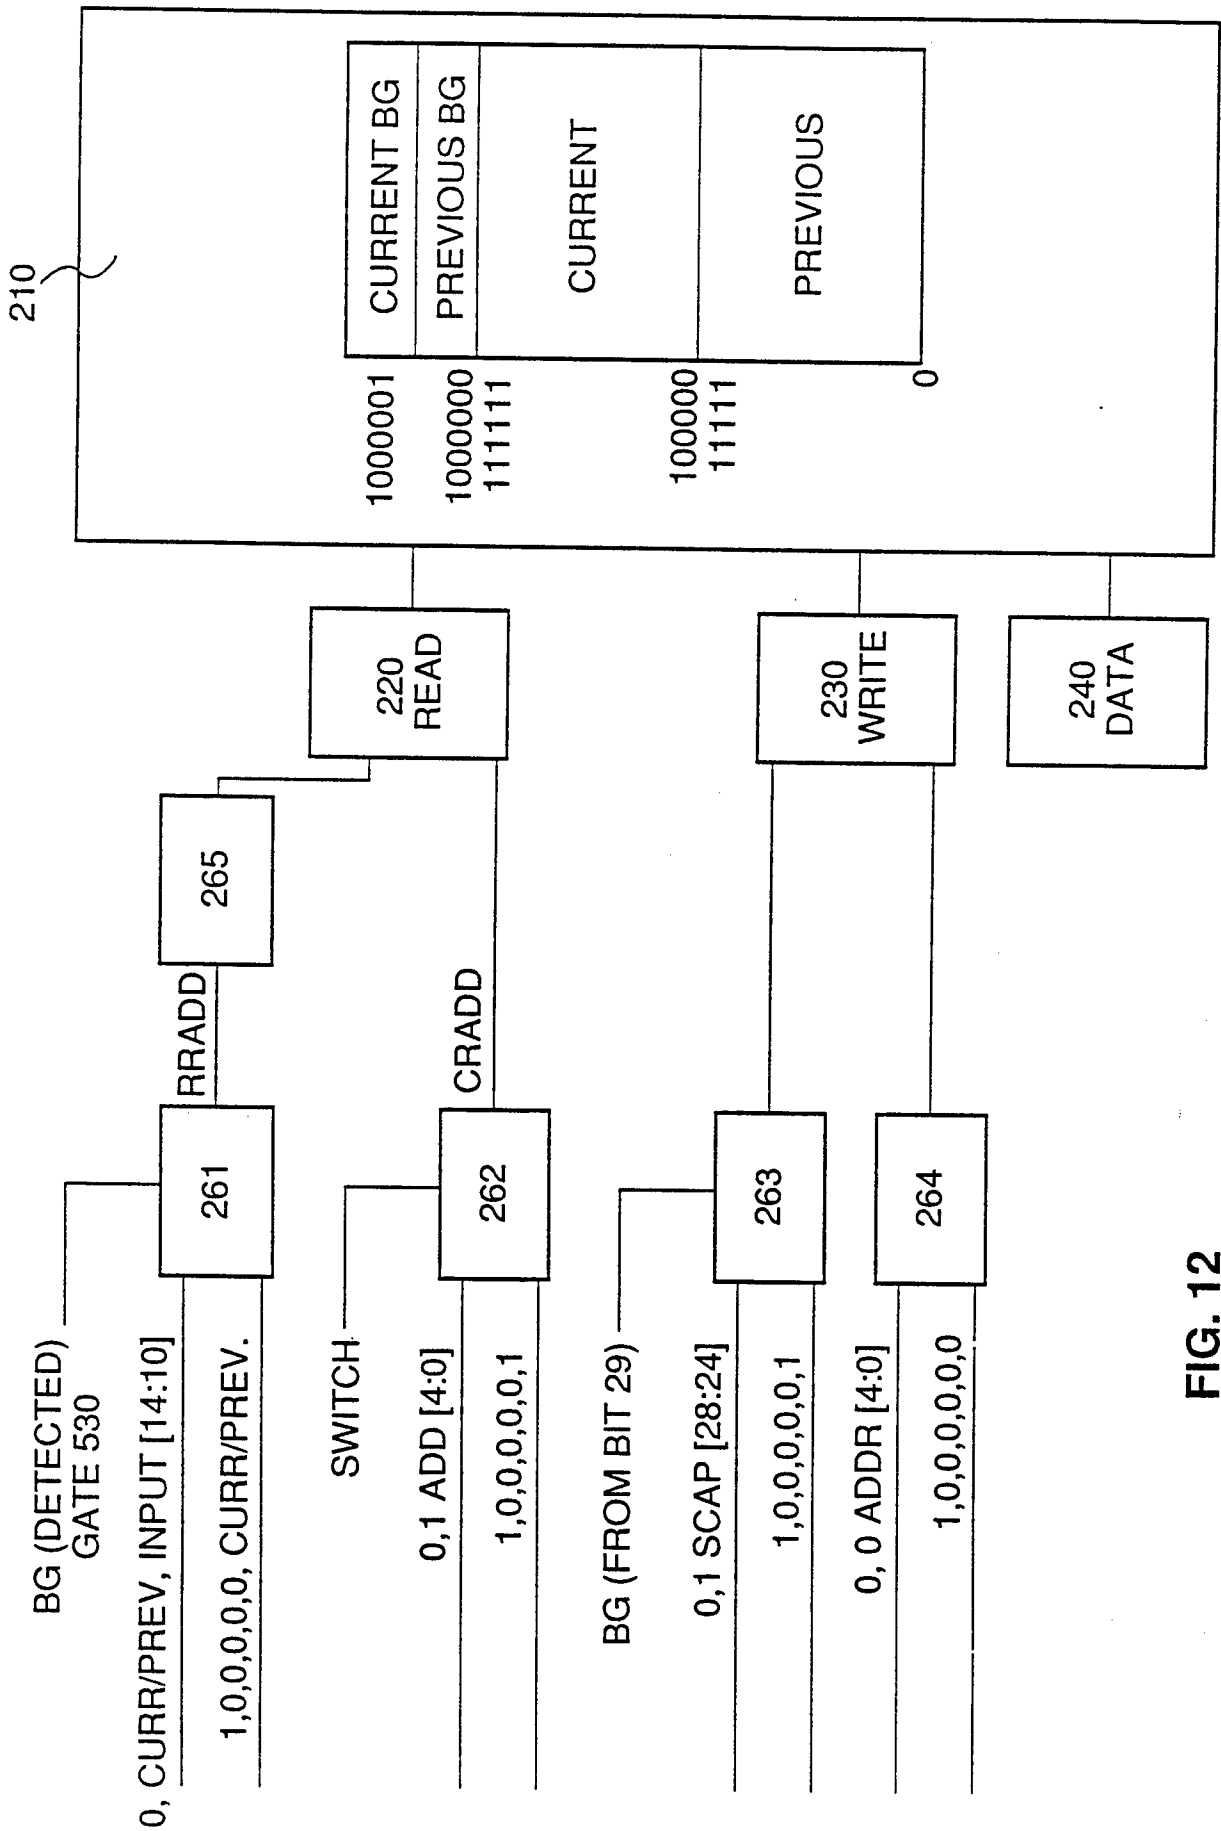 210
CURRENT BG
PREVIOUS BG
CURRENT
PREVIOUS
1000001
1000000
111111
100000
11111
0
220
READ
230
WRITE
240
DATA
265
RRADD
CRADD
261
262
263
264
BG (DETECTED)
GATE 530
0, CURR/PREV, INPUT [14:10]
1,0,0,0,0,0, CURR/PREV.
SWITCH
0,1 ADD [4:0]
1,0,0,0,0,0,1
BG (FROM BIT 29)
0,1 SCAP [28:24]
1,0,0,0,0,0,1
0, 0 ADDR [4:0]
1,0,0,0,0,0,0
FIG. 12